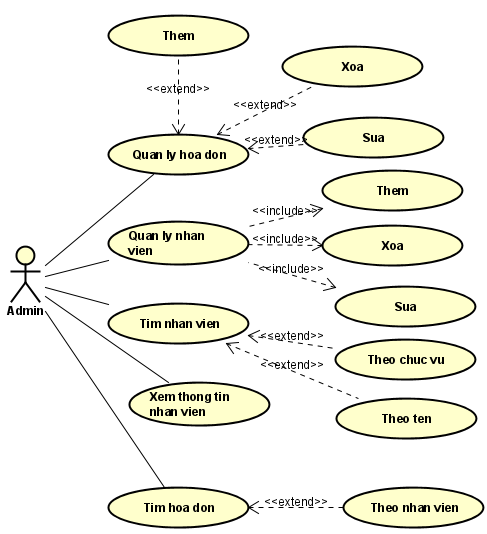 Them
Xoa
<<extend>>
<<extend>>
Sua
<<extend>>
Quan ly hoa don
Them
<<include>>
Quan ly nhan
vien
<<include>>
Xoa
<<include>>
Admin
Sua
Tim nhan vien
<<extend>>
Theo chuc vu
<<extend>>
Xem thong tin
nhan vien
Theo ten
Tim hoa don
<<extend>>
Theo nhan vien